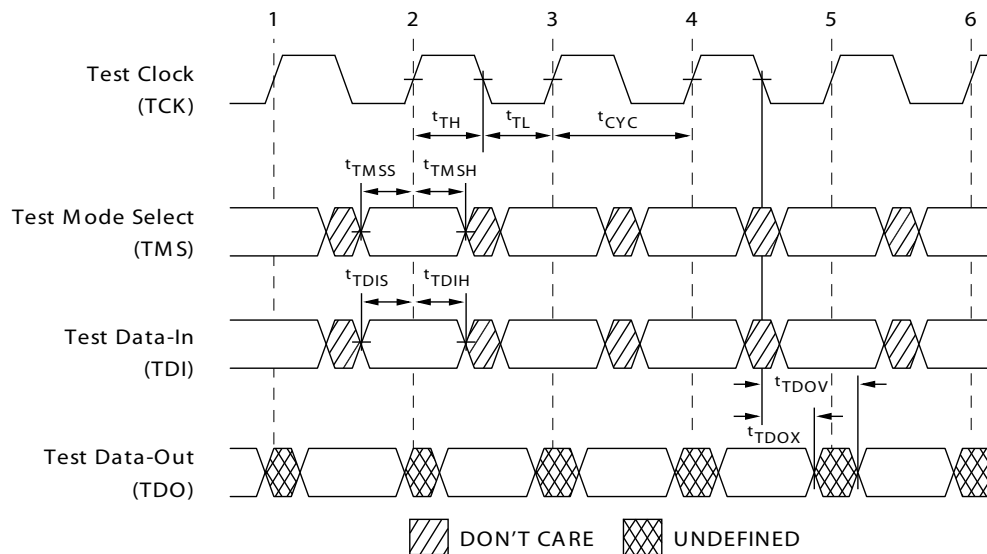 1 2 3 4 5 6
Test Clock
(TCK)
tTH tTL tCYC
tTMSS tTMSH
Test Mode Select
(TMS)
tTDIS tTDIH
Test Data-In
(TDI)
tTDOV
tTDOX
Test Data-Out
(TDO)
DON'T CARE UNDEFINED